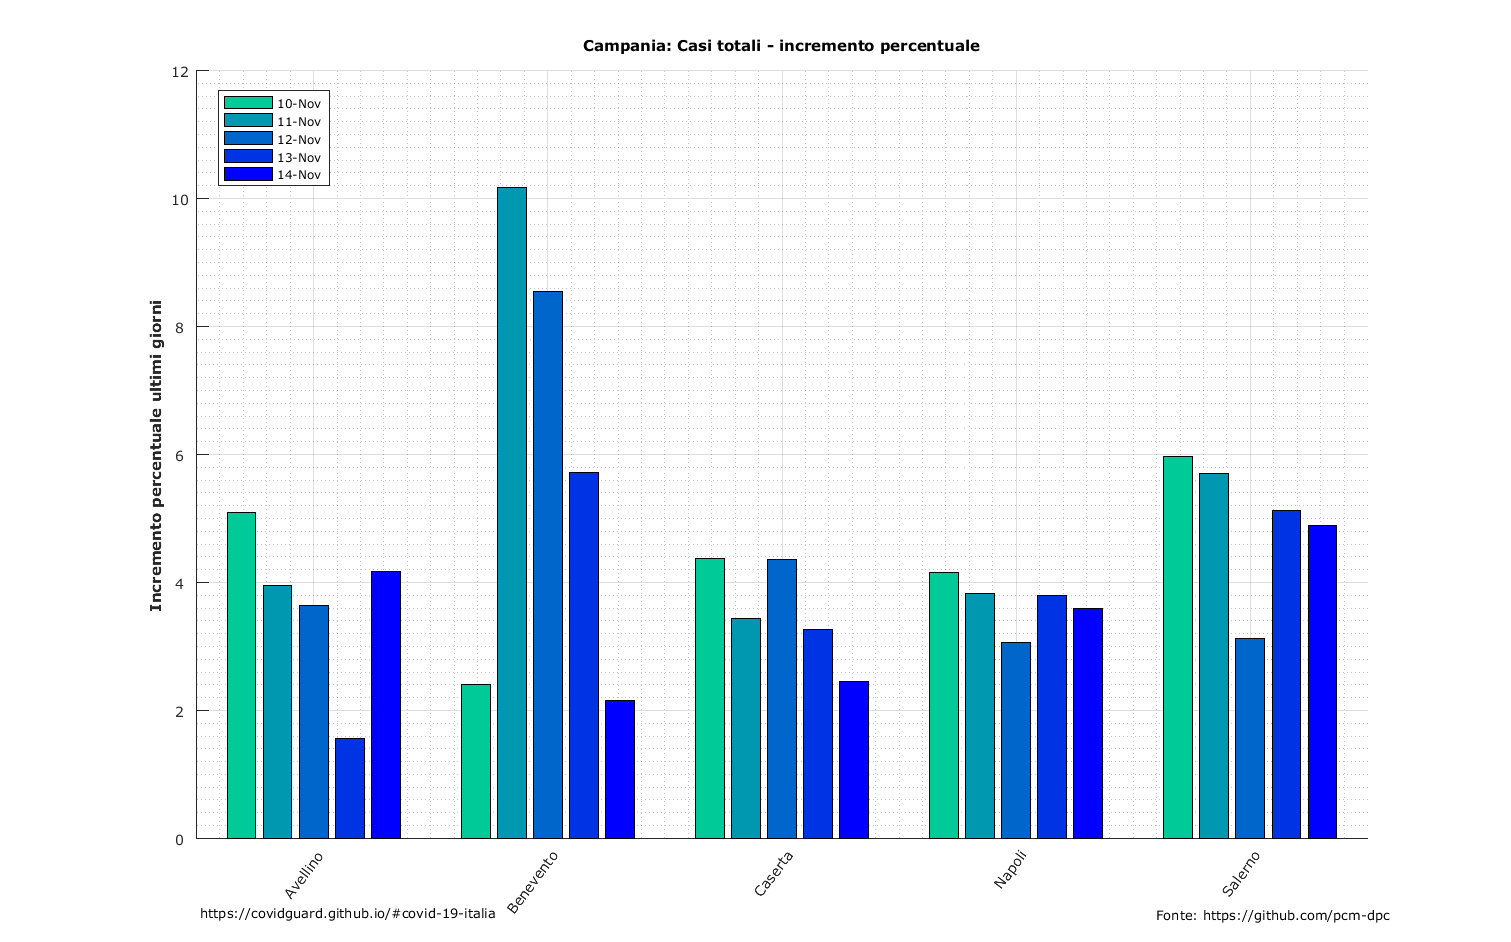 Campania: Casi totali - incremento percentuale
12
10
8
6
4
2
0
Incremento percentuale ultimi giorni
10-Nov
11-Nov
12-Nov
13-Nov
14-Nov
Avellino
Benevento
Caserta
Napoli
Salerno
https://covidguard.github.io/#covid-19-italia
Fonte: https://github.com/pcm-dpc